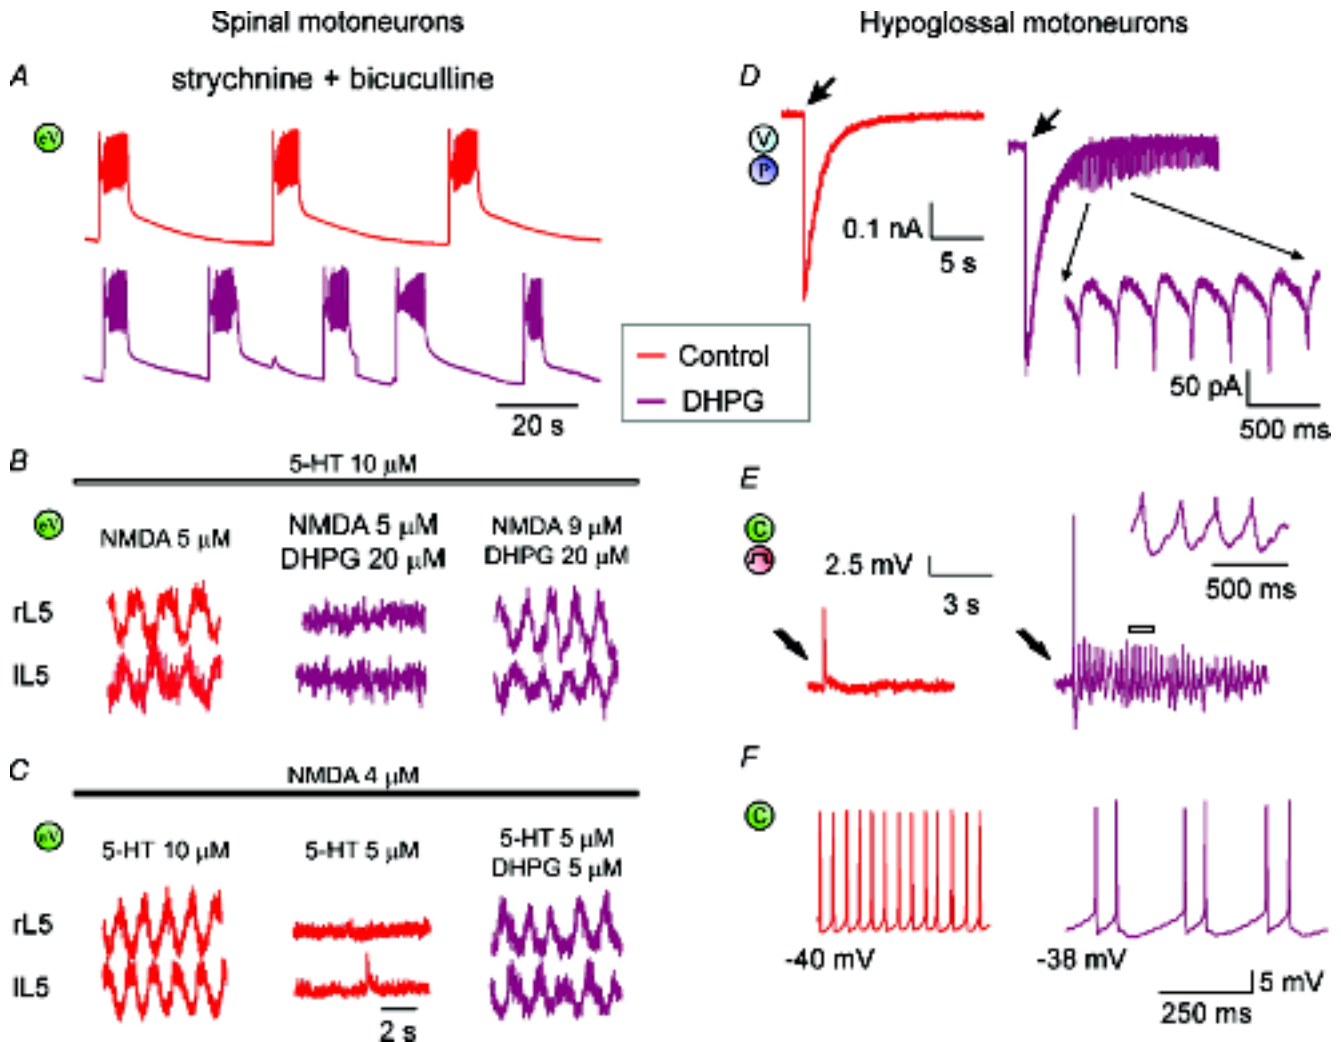 Spinal motoneurons
Hypoglossal motoneurons
A
strychnine + bicuculline
eV
20 s
Control
DHPG
B
5-HT 10 µM
eV
NMDA 5 µM
NMDA 5 µM
DHPG 20 µM
NMDA 9 µM
DHPG 20 µM
rL5
lL5
C
NMDA 4 µM
eV
5-HT 10 µM
5-HT 5 µM
5-HT 5 µM
DHPG 5 µM
rL5
lL5
2 s
D
V
P
0.1 nA
5 s
50 pA
500 ms
E
C
2.5 mV
3 s
500 ms
F
C
-40 mV
-38 mV
5 mV
250 ms